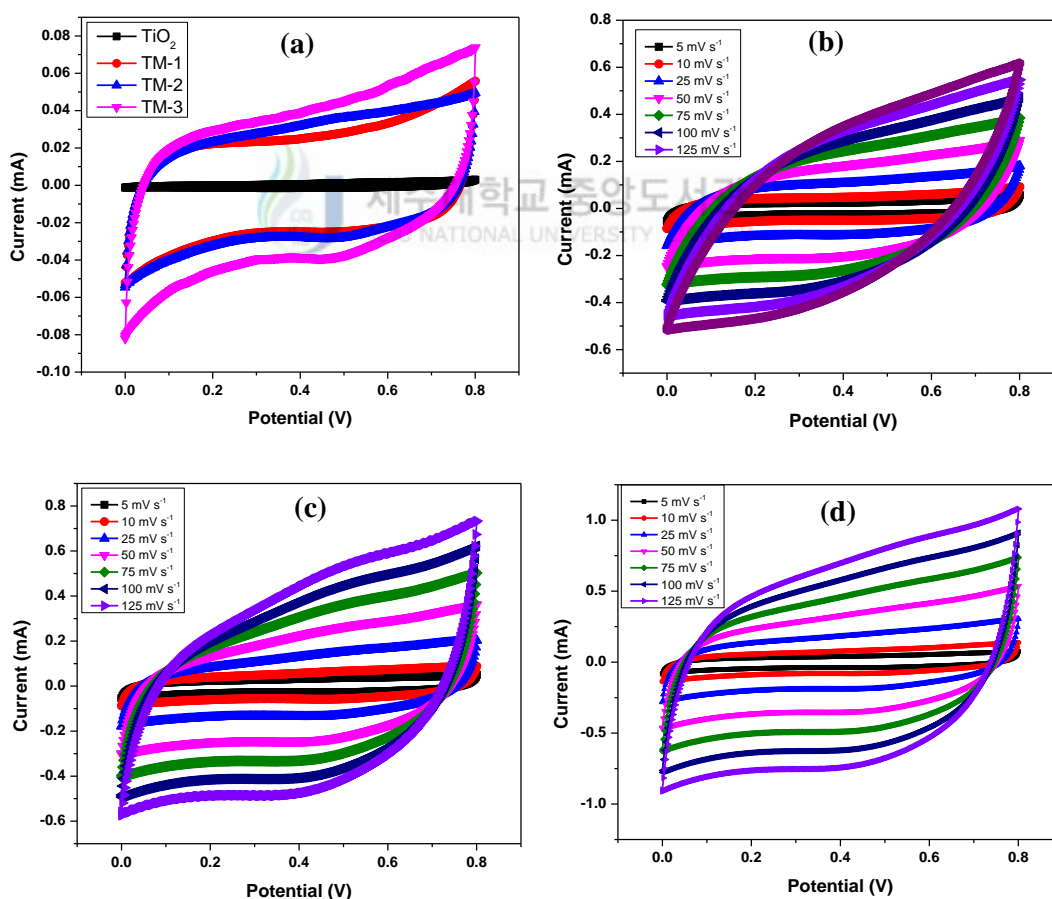 (a)
TiO2
TM-1
TM-2
TM-3
0.08
0.06
0.04
0.02
0.00
-0.02
-0.04
-0.06
-0.08
-0.10
Current (mA)
0.0 0.2 0.4 0.6 0.8
Potential (V)
(b)
5 mV s-1
10 mV s-1
25 mV s-1
50 mV s-1
75 mV s-1
100 mV s-1
125 mV s-1
0.8
0.6
0.4
0.2
0.0
-0.2
-0.4
-0.6
Current (mA)
0.0 0.2 0.4 0.6 0.8
Potential (V)
중앙도서관
NATIONAL UNIVERSITY
(c)
5 mV s-1
10 mV s-1
25 mV s-1
50 mV s-1
75 mV s-1
100 mV s-1
125 mV s-1
0.8
0.6
0.4
0.2
0.0
-0.2
-0.4
-0.6
Current (mA)
0.0 0.2 0.4 0.6 0.8
Potential (V)
(d)
5 mV s-1
10 mV s-1
25 mV s-1
50 mV s-1
75 mV s-1
100 mV s-1
125 mV s-1
1.0
0.5
0.0
-0.5
-1.0
Current (mA)
0.0 0.2 0.4 0.6 0.8
Potential (V)